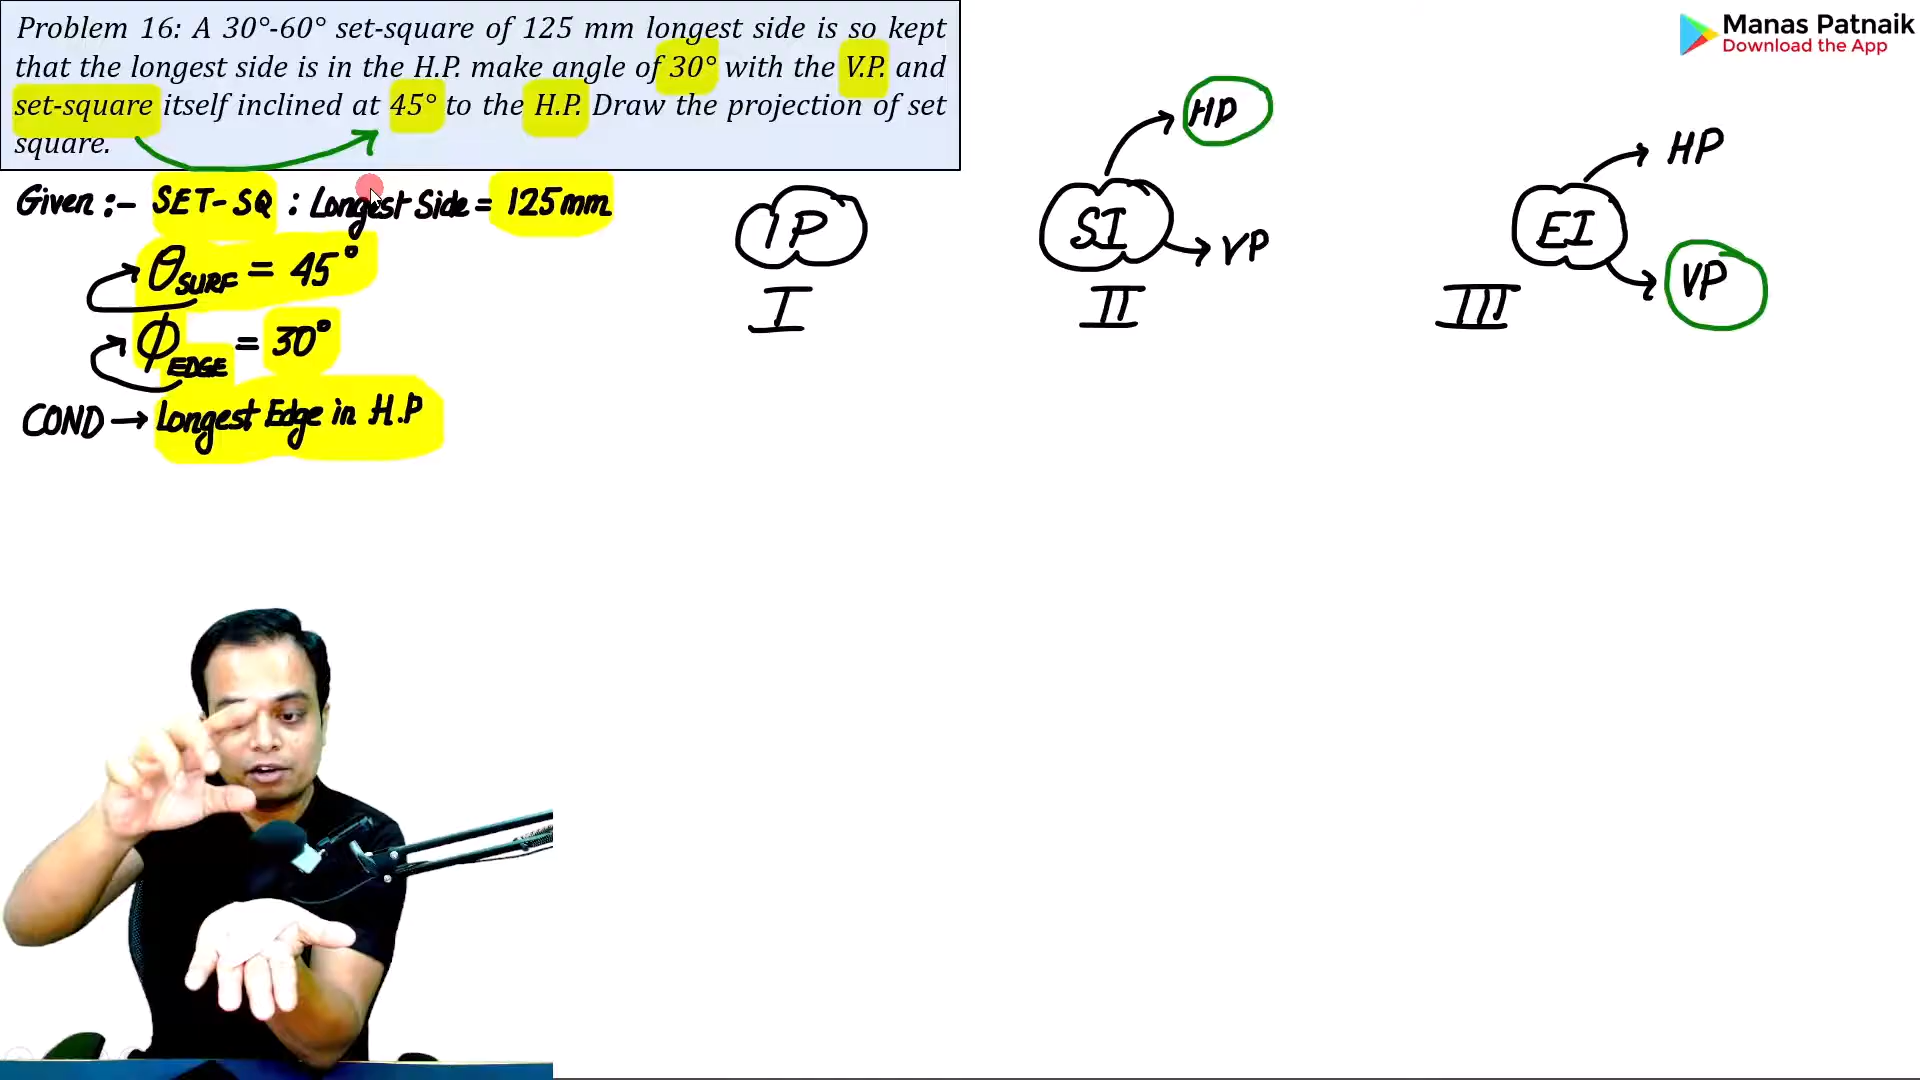 Problem 16: A 30°-60° set-square of 125 mm longest side is so kept
that the longest side is in the H.P. make angle of 30° with the V.P. and
set-square itself inclined at 45° to the H.P. Draw the projection of set
square.
Manas Patnaik
Download the App
Given :- SET-SQ : Longest Side = 125mm
θSURF = 45°
ϕEDGE = 30°
COND → Longest Edge in H.P
IP
I
HP
SI
VP
II
HP
EI
VP
III